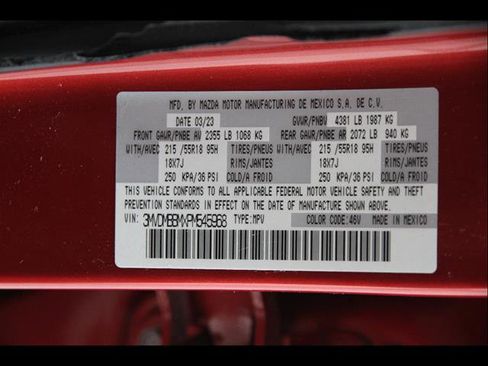 MFD. BY MAZDA MOTOR MANUFACTURING DE MEXICO S.A. DE C.V.
DATE 03/23 GVWR/PNBV 4381 LB 1987 KG
FRONT GAWR/PNBE AV 2355 LB 1068 KG REAR GAWR/PNBE AR 2072 LB 940 KG
WITH/AVEC 215 /55R18 95H TIRES/PNEUS WITH/AVEC 215 /55R18 95H TIRES/PNEUS
18X7J RIMS/JANTES 18X7J RIMS/JANTES
250 KPA/36 PSI COLD/A FROID 250 KPA/36 PSI COLD/A FROID
THIS VEHICLE CONFORMS TO ALL APPLICABLE FEDERAL MOTOR VEHICLE SAFETY AND THEFT
PREVENTION STANDARDS IN EFFECT ON THE DATE OF MANUFACTURE SHOWN ABOVE.
VIN: 3MVDMBBMXPM546968 TYPE: MPV COLOR CODE: 46V MADE IN MEXICO